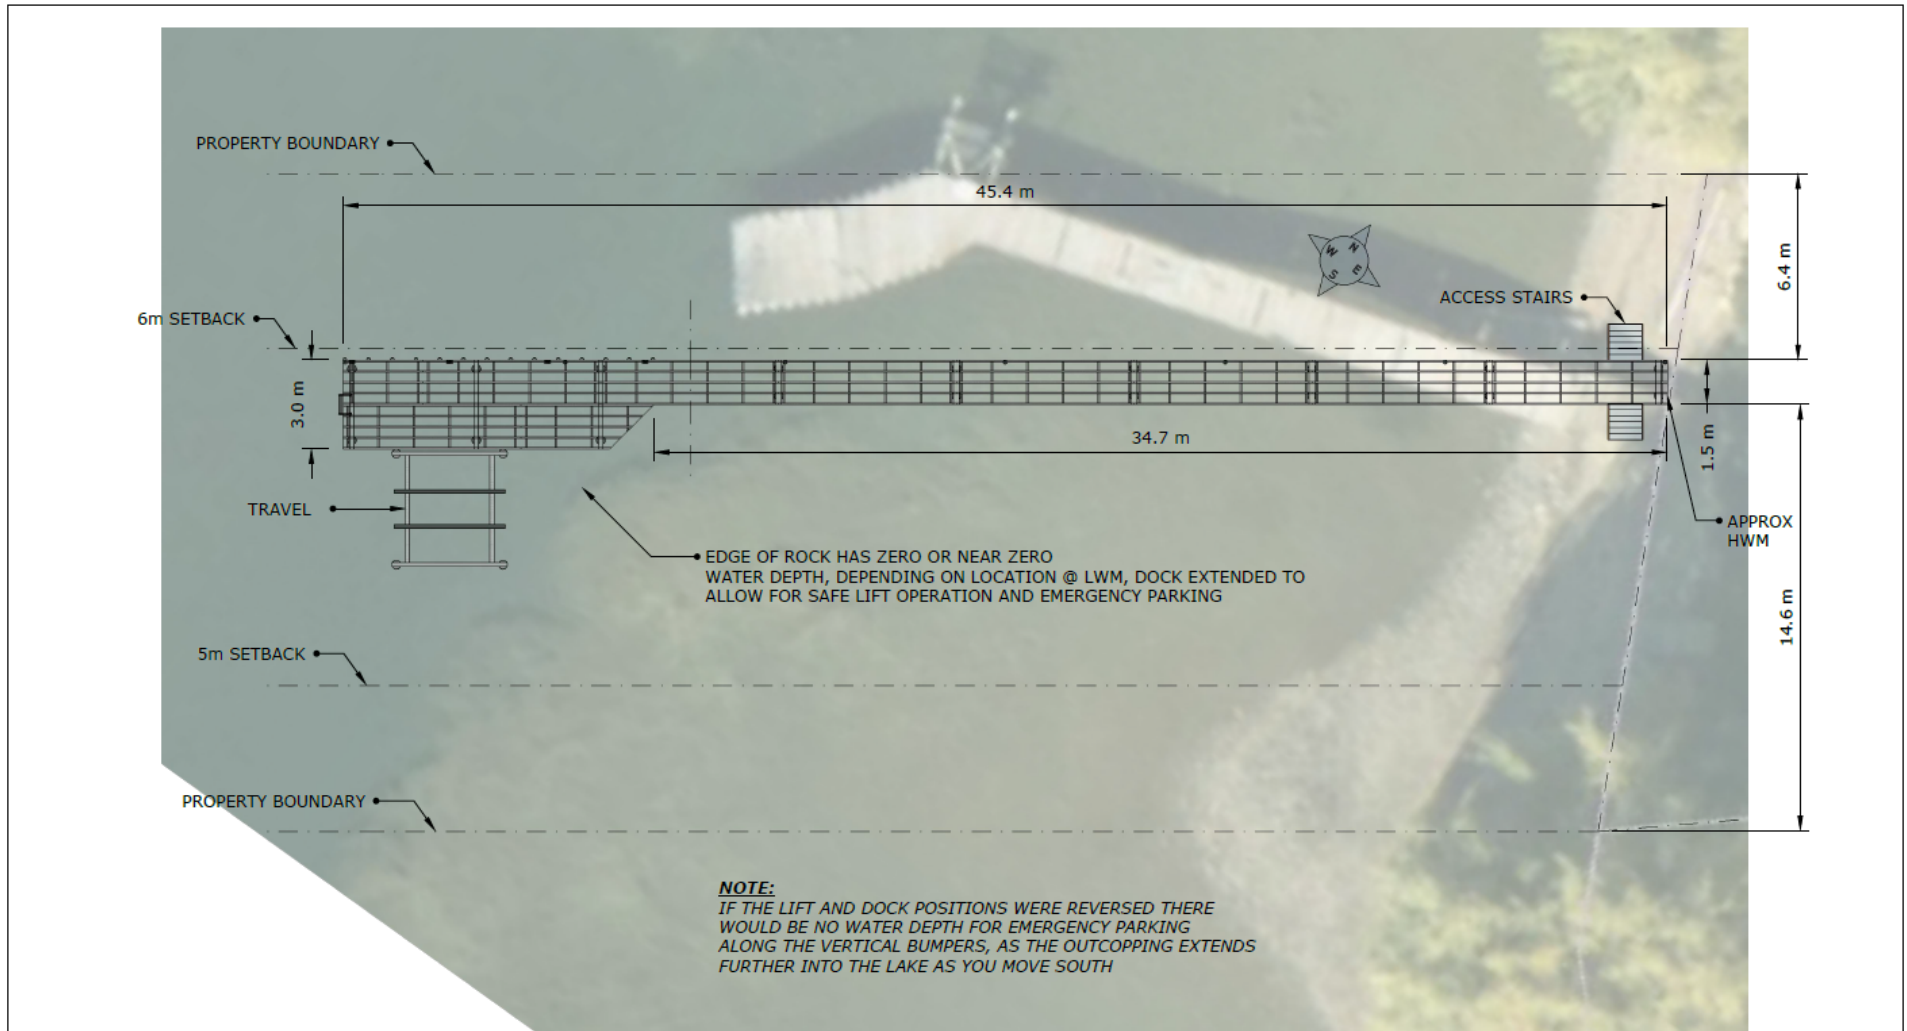 PROPERTY BOUNDARY
45.4 m
6.4 m
N
W
E
S
ACCESS STAIRS
6m SETBACK
3.0 m
34.7 m
1.5 m
TRAVEL
APPROX
HWM
EDGE OF ROCK HAS ZERO OR NEAR ZERO
WATER DEPTH, DEPENDING ON LOCATION @ LWM, DOCK EXTENDED TO
ALLOW FOR SAFE LIFT OPERATION AND EMERGENCY PARKING
14.6 m
5m SETBACK
PROPERTY BOUNDARY
NOTE:
IF THE LIFT AND DOCK POSITIONS WERE REVERSED THERE
WOULD BE NO WATER DEPTH FOR EMERGENCY PARKING
ALONG THE VERTICAL BUMPERS, AS THE OUTCOPPING EXTENDS
FURTHER INTO THE LAKE AS YOU MOVE SOUTH